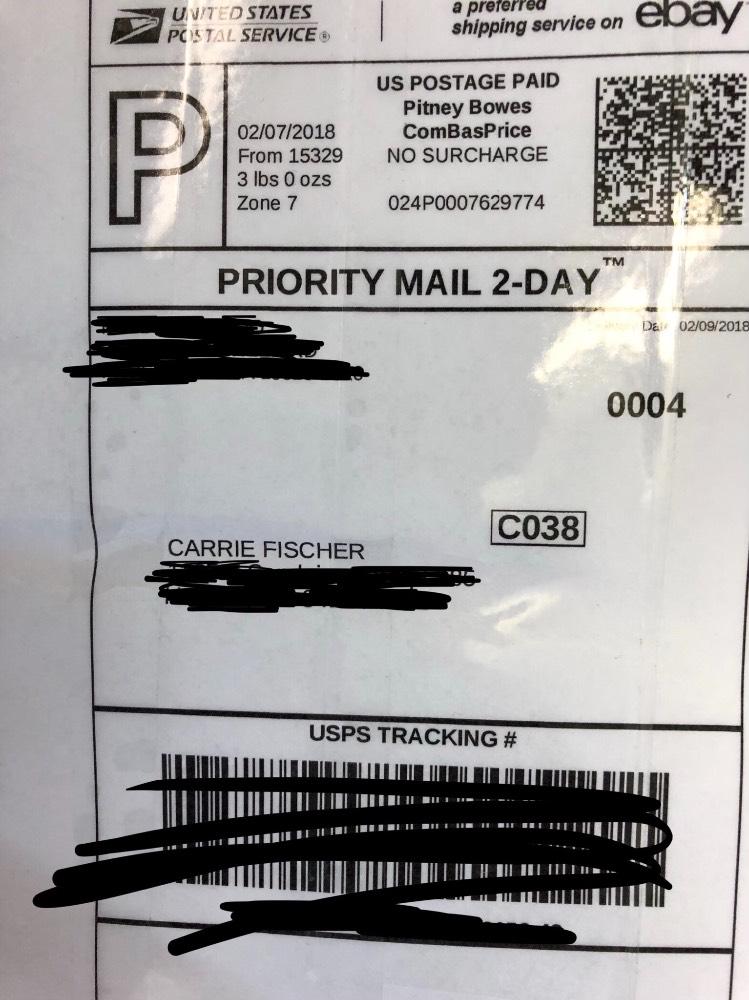 UNITED STATES
POSTAL SERVICE®
a preferred
shipping service on ebay
P
02/07/2018
From 15329
3 lbs 0 ozs
Zone 7
US POSTAGE PAID
Pitney Bowes
ComBasPrice
NO SURCHARGE
024P0007629774
PRIORITY MAIL 2-DAY™
Date 02/09/2018
0004
C038
CARRIE FISCHER
USPS TRACKING #